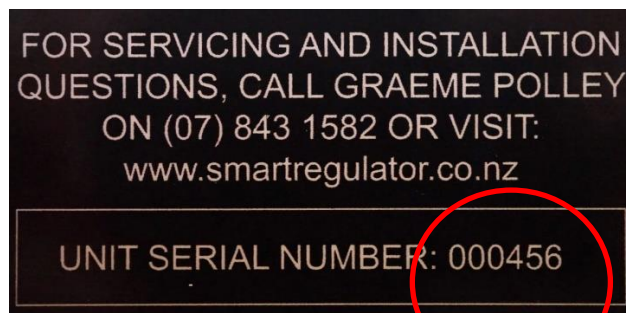 FOR SERVICING AND INSTALLATION
QUESTIONS, CALL GRAEME POLLEY
ON (07) 843 1582 OR VISIT:
www.smartregulator.co.nz
UNIT SERIAL NUMBER: 000456